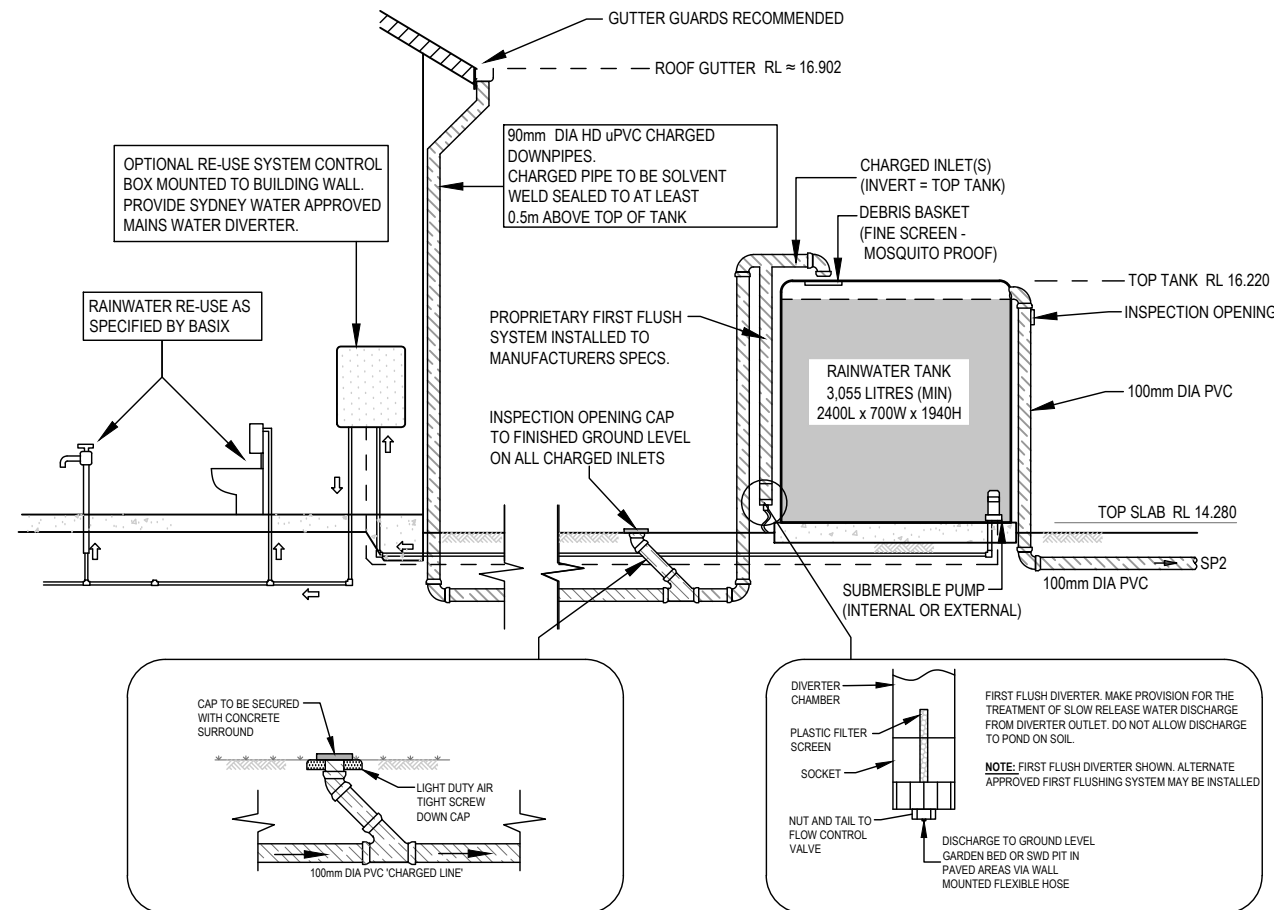 GUTTER GUARDS RECOMMENDED
ROOF GUTTER RL ≈ 16.902
OPTIONAL RE-USE SYSTEM CONTROL
BOX MOUNTED TO BUILDING WALL.
PROVIDE SYDNEY WATER APPROVED
MAINS WATER DIVERTER.
90mm DIA HD uPVC CHARGED
DOWNPIPES.
CHARGED PIPE TO BE SOLVENT
WELD SEALED TO AT LEAST
0.5m ABOVE TOP OF TANK
CHARGED INLET(S)
(INVERT = TOP TANK)
DEBRIS BASKET
(FINE SCREEN -
MOSQUITO PROOF)
TOP TANK RL 16.220
INSPECTION OPENING
RAINWATER RE-USE AS
SPECIFIED BY BASIX
PROPRIETARY FIRST FLUSH
SYSTEM INSTALLED TO
MANUFACTURERS SPECS.
RAINWATER TANK
3,055 LITRES (MIN)
2400L x 700W x 1940H
100mm DIA PVC
INSPECTION OPENING CAP
TO FINISHED GROUND LEVEL
ON ALL CHARGED INLETS
TOP SLAB RL 14.280
SP2
100mm DIA PVC
SUBMERSIBLE PUMP
(INTERNAL OR EXTERNAL)
CAP TO BE SECURED
WITH CONCRETE
SURROUND
LIGHT DUTY AIR
TIGHT SCREW
DOWN CAP
100mm DIA PVC 'CHARGED LINE'
DIVERTER
CHAMBER
PLASTIC FILTER
SCREEN
SOCKET
NUT AND TAIL TO
FLOW CONTROL
VALVE
DISCHARGE TO GROUND LEVEL
GARDEN BED OR SWD PIT IN
PAVED AREAS VIA WALL
MOUNTED FLEXIBLE HOSE
FIRST FLUSH DIVERTER. MAKE PROVISION FOR THE
TREATMENT OF SLOW RELEASE WATER DISCHARGE
FROM DIVERTER OUTLET. DO NOT ALLOW DISCHARGE
TO POND ON SOIL.
NOTE: FIRST FLUSH DIVERTER SHOWN. ALTERNATE
APPROVED FIRST FLUSHING SYSTEM MAY BE INSTALLED